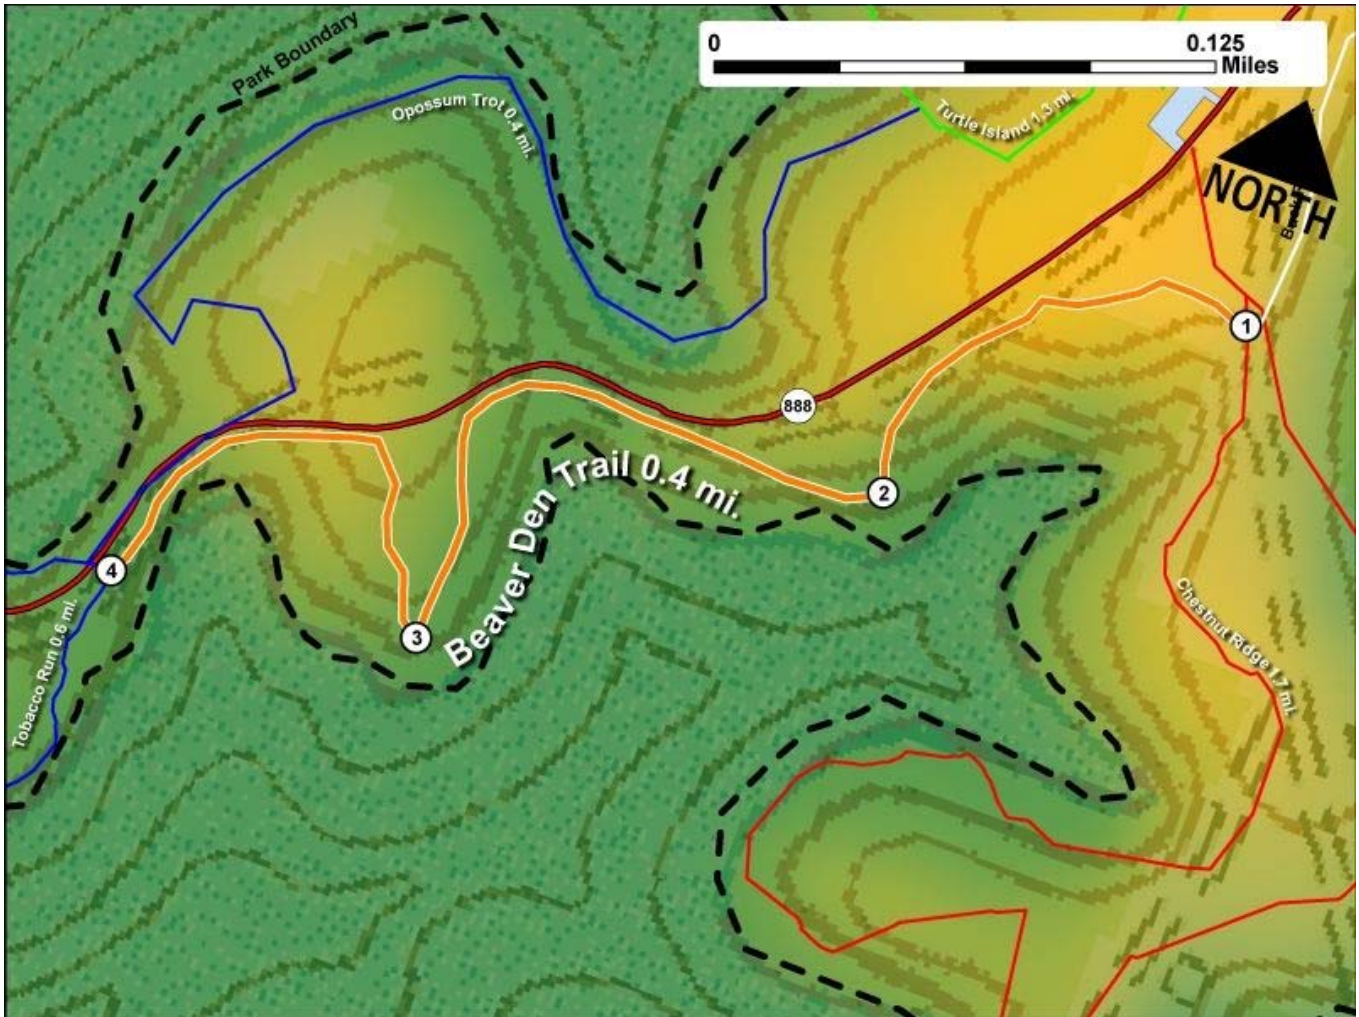 Park Boundary
0 0.125
Miles
Opossum Trot 0.4 mi.
Turtle Island 1.3 mi.
NORTH
1
888
Beaver Den Trail 0.4 mi.
2
4
3
Chestnut Ridge 1.7 mi.
Tobacco Run 0.6 mi.